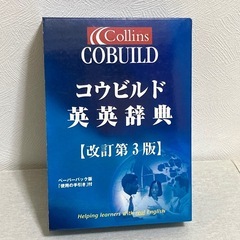 Collins
COBUILD
コウビルド
英英辞典
【改訂第3版】
ペーパーバック版
「使用の手引き」付
Helping learners with real English